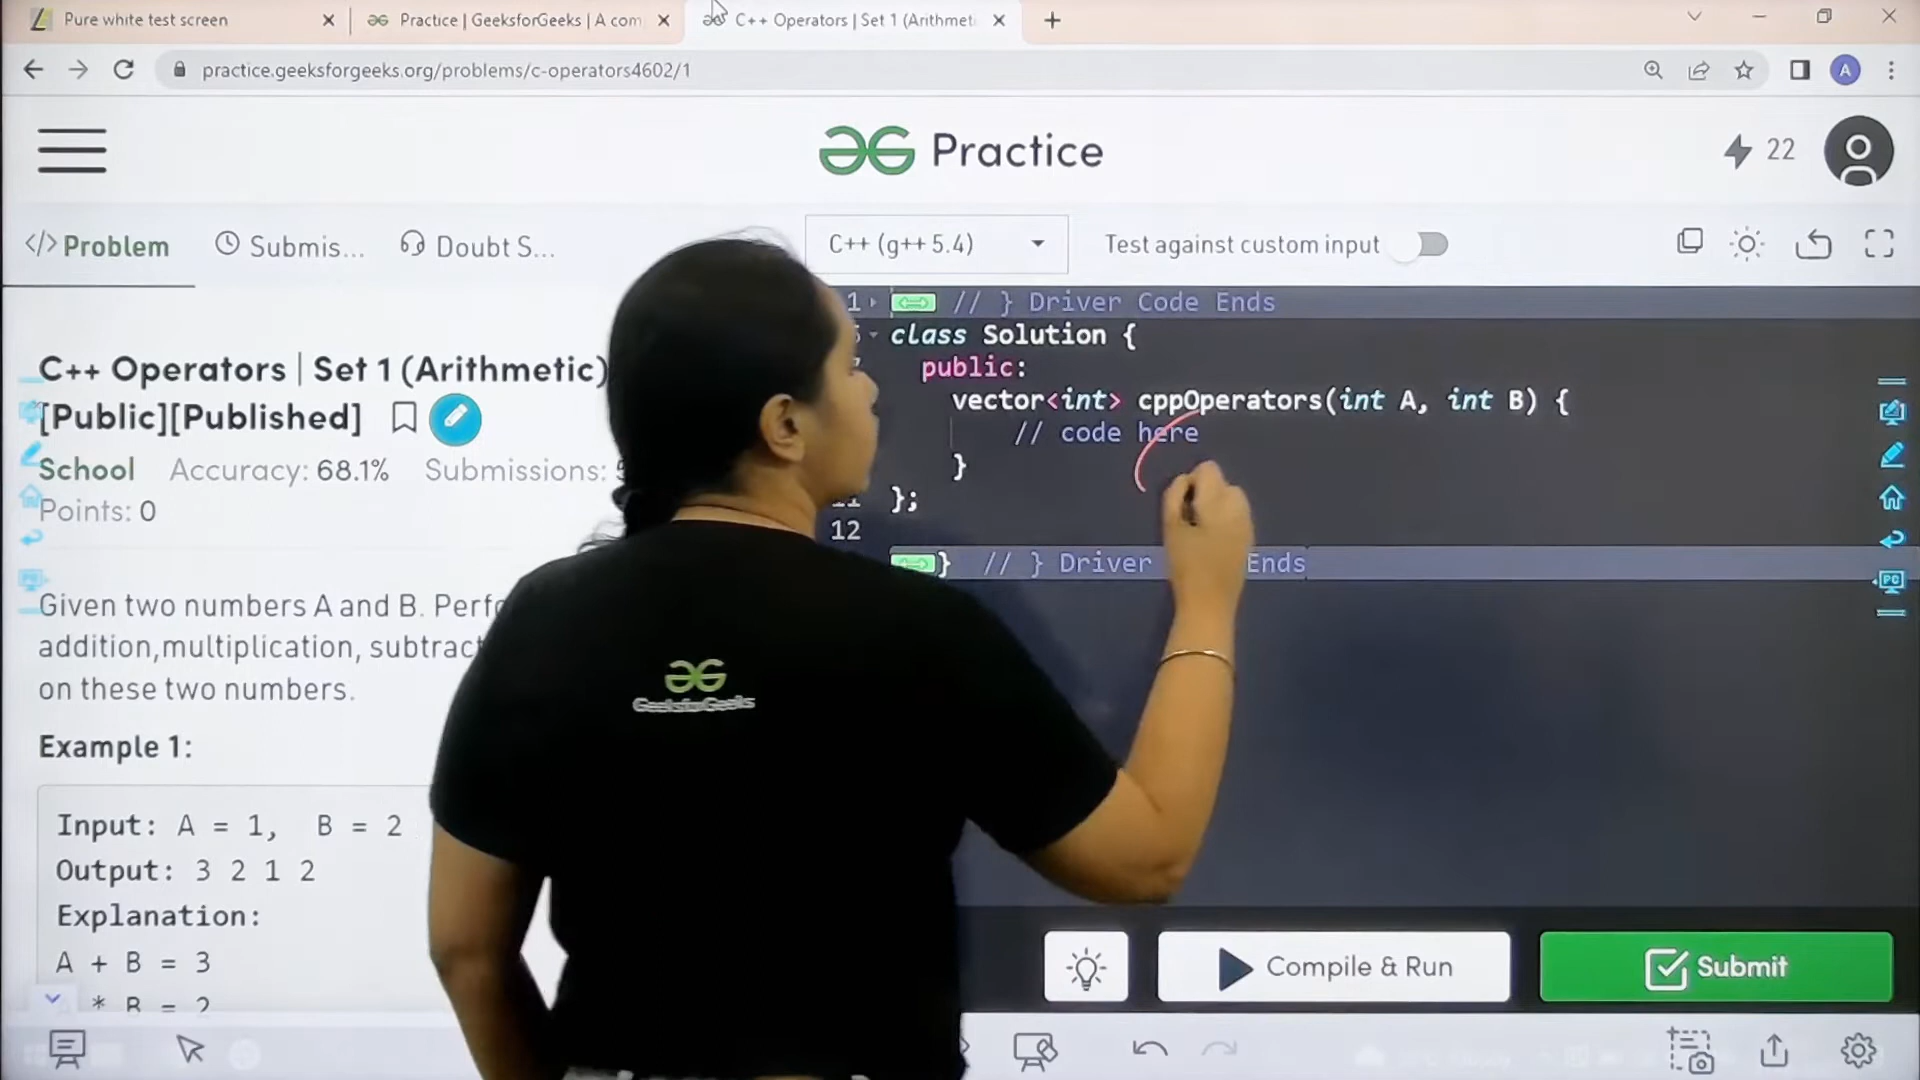 Pure white test screen
Practice | GeeksforGeeks | A com
C++ Operators | Set 1 (Arithmeti
practice.geeksforgeeks.org/problems/c-operators4602/1
A
Practice
22
</> Problem
Submis...
Doubt S...
C++ (g++ 5.4)
Test against custom input
C++ Operators | Set 1 (Arithmetic)
[Public][Published]
School Accuracy: 68.1% Submissions:
Points: 0
Given two numbers A and B.
addition,multiplication,
on these two numbers.
Example 1:
Input: A = 1, B = 2
Output: 3 2 1 2
Explanation:
A + B = 3
* B = 2
1 // } Driver Code Ends
class Solution {
public:
vector<int> cppOperators(int A, int B) {
// code here
}
11 };
12
} // } Driver Ends
Compile & Run
Submit
PC
GeeksforGeeks